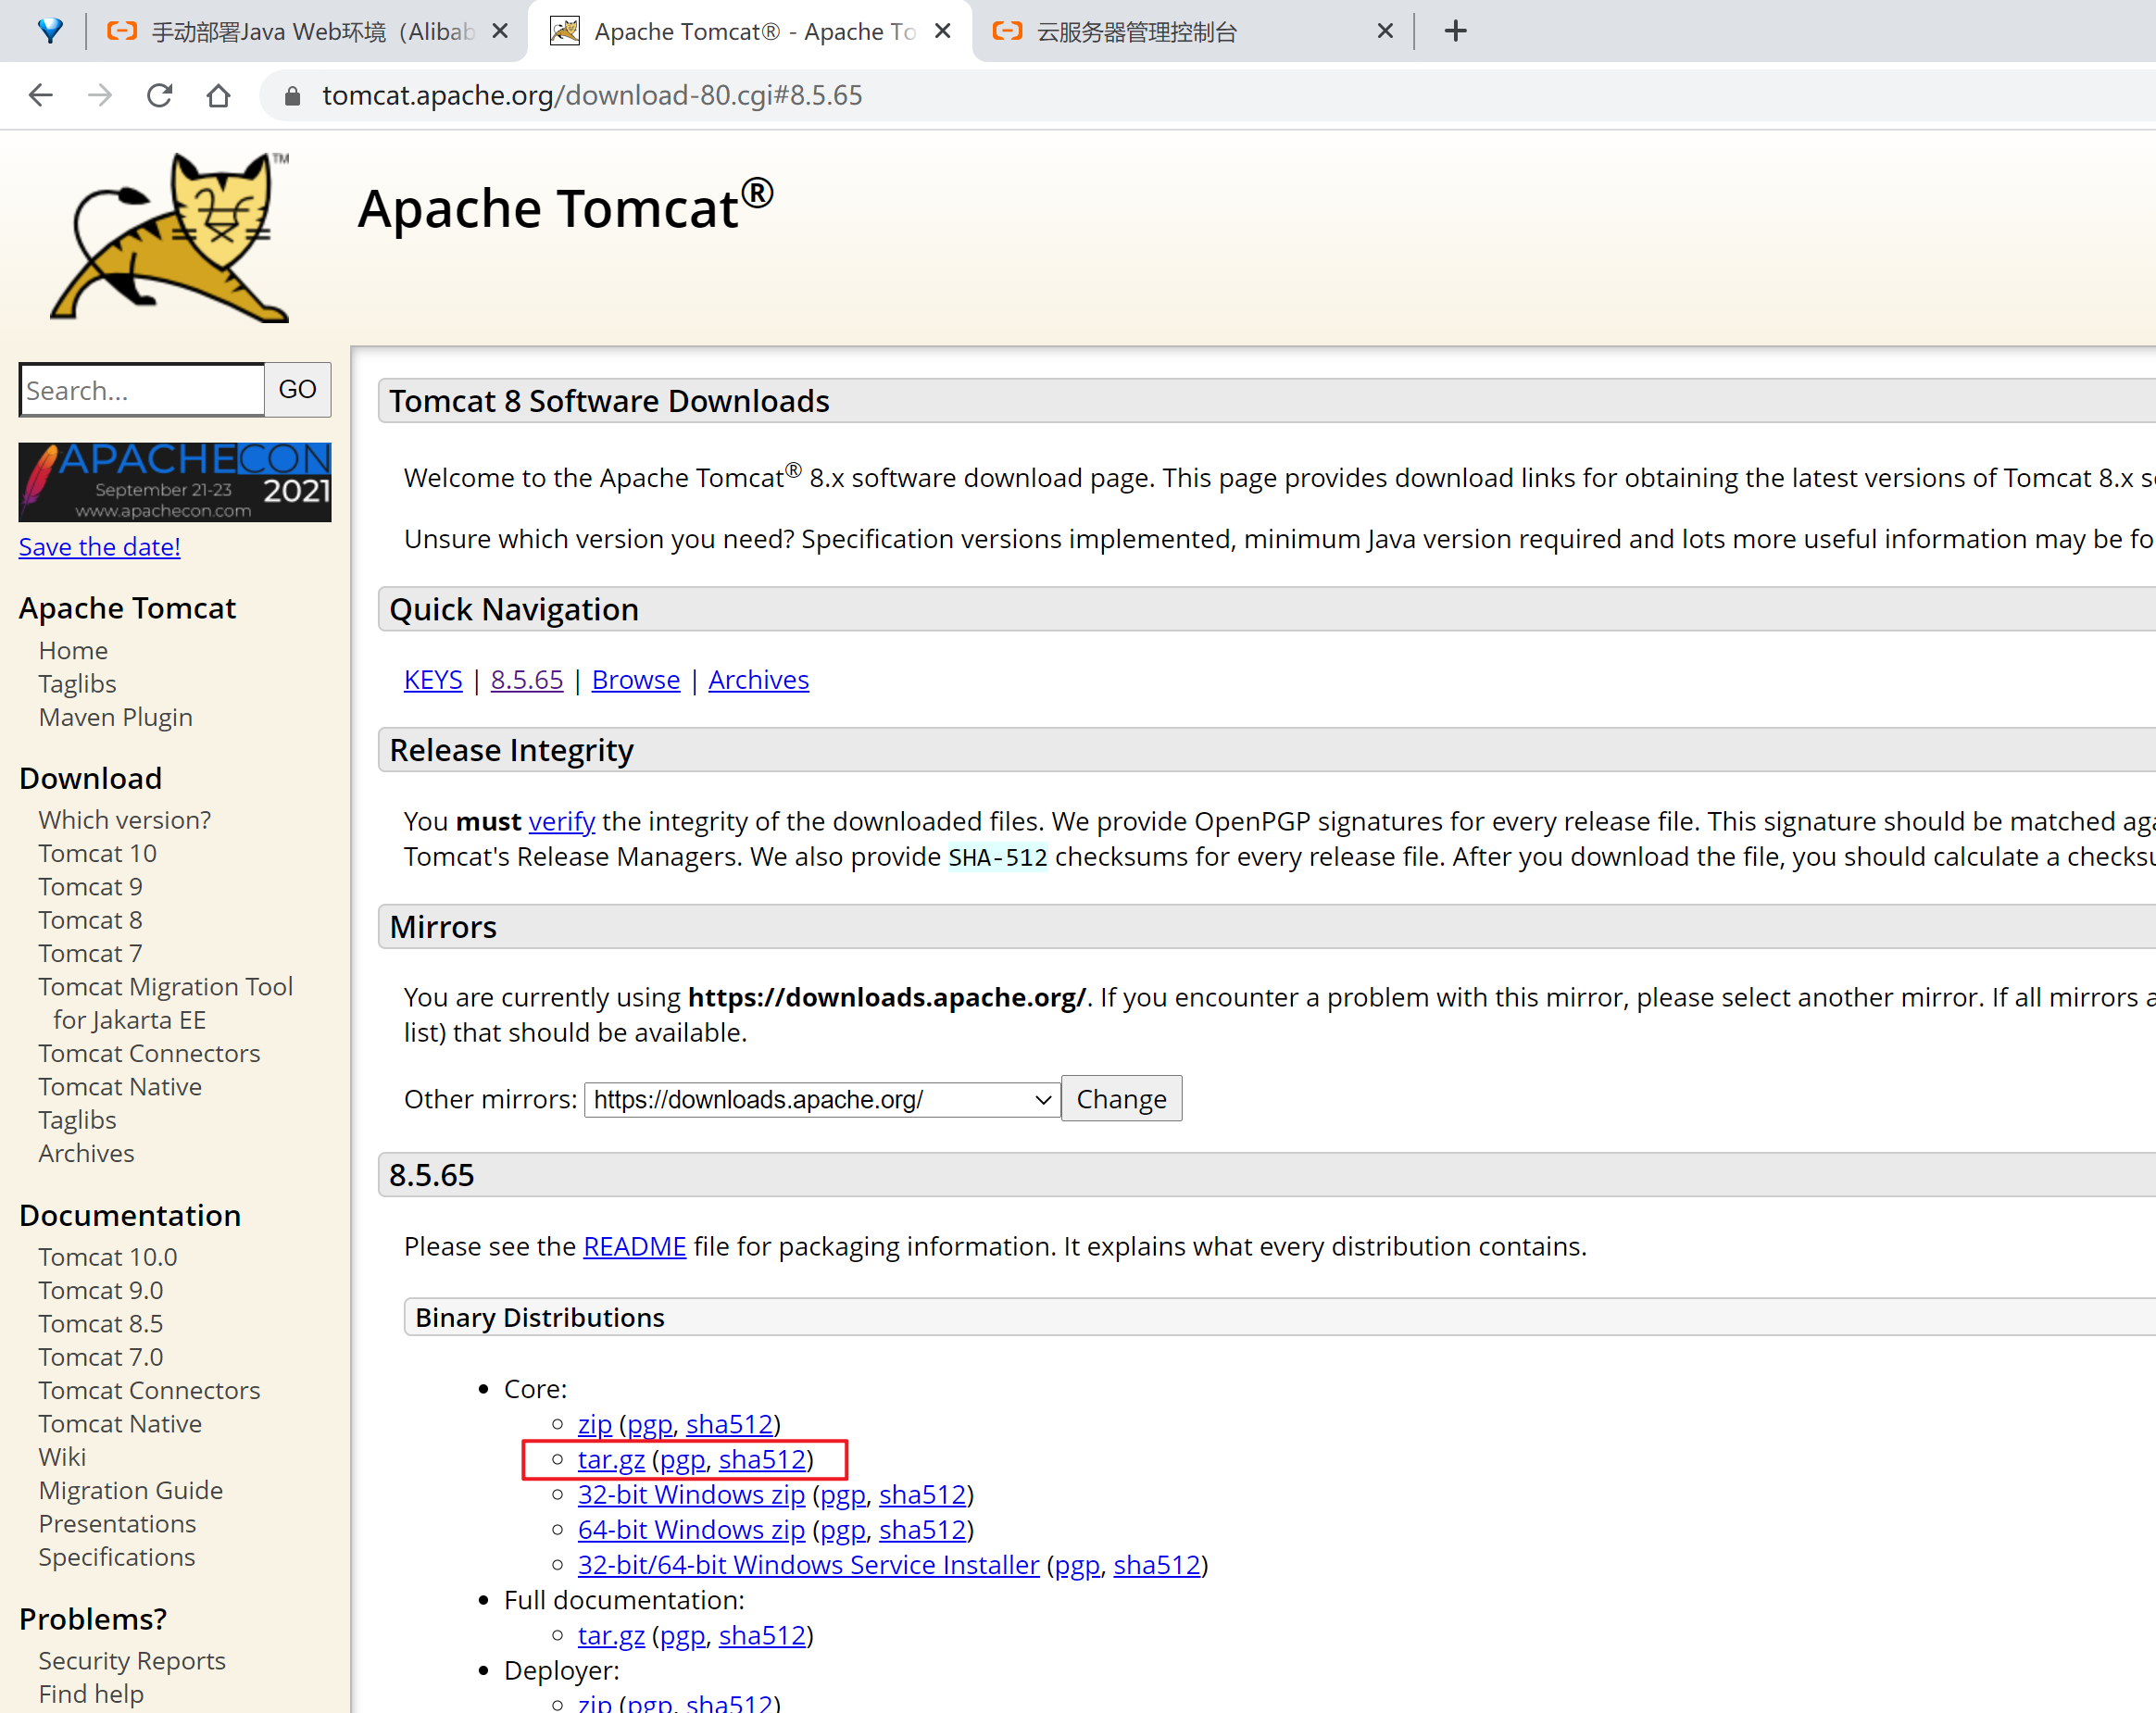 手动部署Java Web环境（Alibab
Apache Tomcat® - Apache To
云服务器管理控制台
tomcat.apache.org/download-80.cgi#8.5.65
TM
Apache Tomcat®
Search...
GO
APACHECON
September 21-23
2021
www.apachecon.com
Save the date!
Apache Tomcat
Home
Taglibs
Maven Plugin
Download
Which version?
Tomcat 10
Tomcat 9
Tomcat 8
Tomcat 7
Tomcat Migration Tool
for Jakarta EE
Tomcat Connectors
Tomcat Native
Taglibs
Archives
Documentation
Tomcat 10.0
Tomcat 9.0
Tomcat 8.5
Tomcat 7.0
Tomcat Connectors
Tomcat Native
Wiki
Migration Guide
Presentations
Specifications
Problems?
Security Reports
Find help
Tomcat 8 Software Downloads
Welcome to the Apache Tomcat® 8.x software download page. This page provides download links for obtaining the latest versions of Tomcat 8.x s
Unsure which version you need? Specification versions implemented, minimum Java version required and lots more useful information may be fo
Quick Navigation
KEYS | 8.5.65 | Browse | Archives
Release Integrity
You must verify the integrity of the downloaded files. We provide OpenPGP signatures for every release file. This signature should be matched aga
Tomcat's Release Managers. We also provide SHA-512 checksums for every release file. After you download the file, you should calculate a checksu
Mirrors
You are currently using https://downloads.apache.org/. If you encounter a problem with this mirror, please select another mirror. If all mirrors a
list) that should be available.
Other mirrors: https://downloads.apache.org/ Change
8.5.65
Please see the README file for packaging information. It explains what every distribution contains.
Binary Distributions
Core:
zip (pgp, sha512)
tar.gz (pgp, sha512)
32-bit Windows zip (pgp, sha512)
64-bit Windows zip (pgp, sha512)
32-bit/64-bit Windows Service Installer (pgp, sha512)
Full documentation:
tar.gz (pgp, sha512)
Deployer:
zip (pgp, sha512)